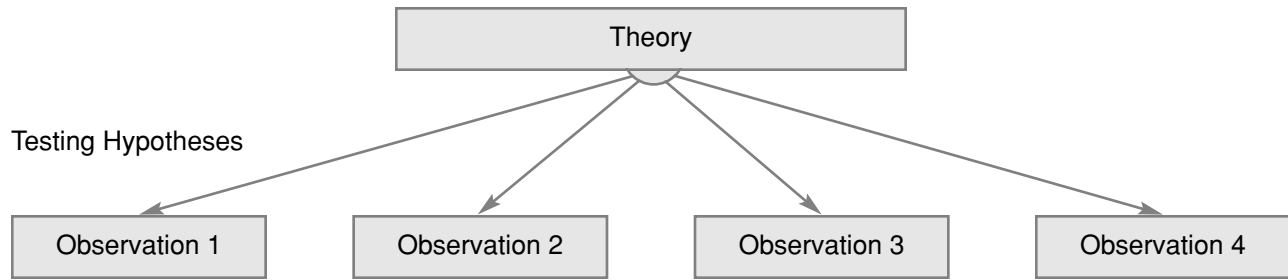 Theory
Testing Hypotheses
Observation 1
Observation 2
Observation 3
Observation 4